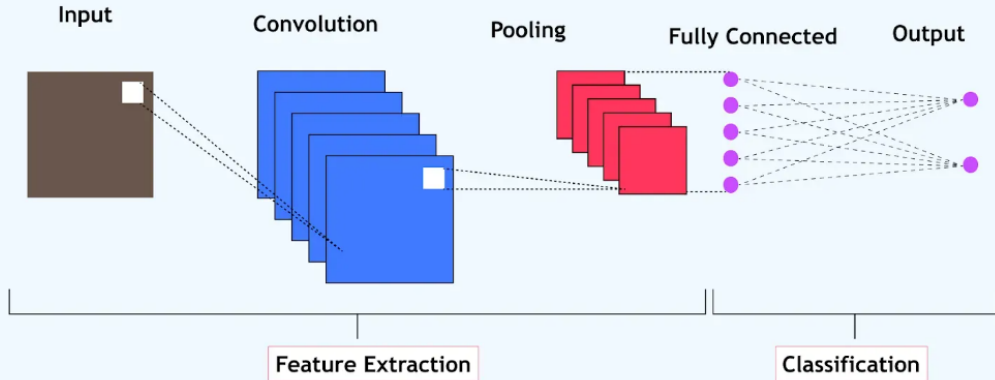 Input
Convolution
Pooling
Fully Connected
Output
Feature Extraction
Classification